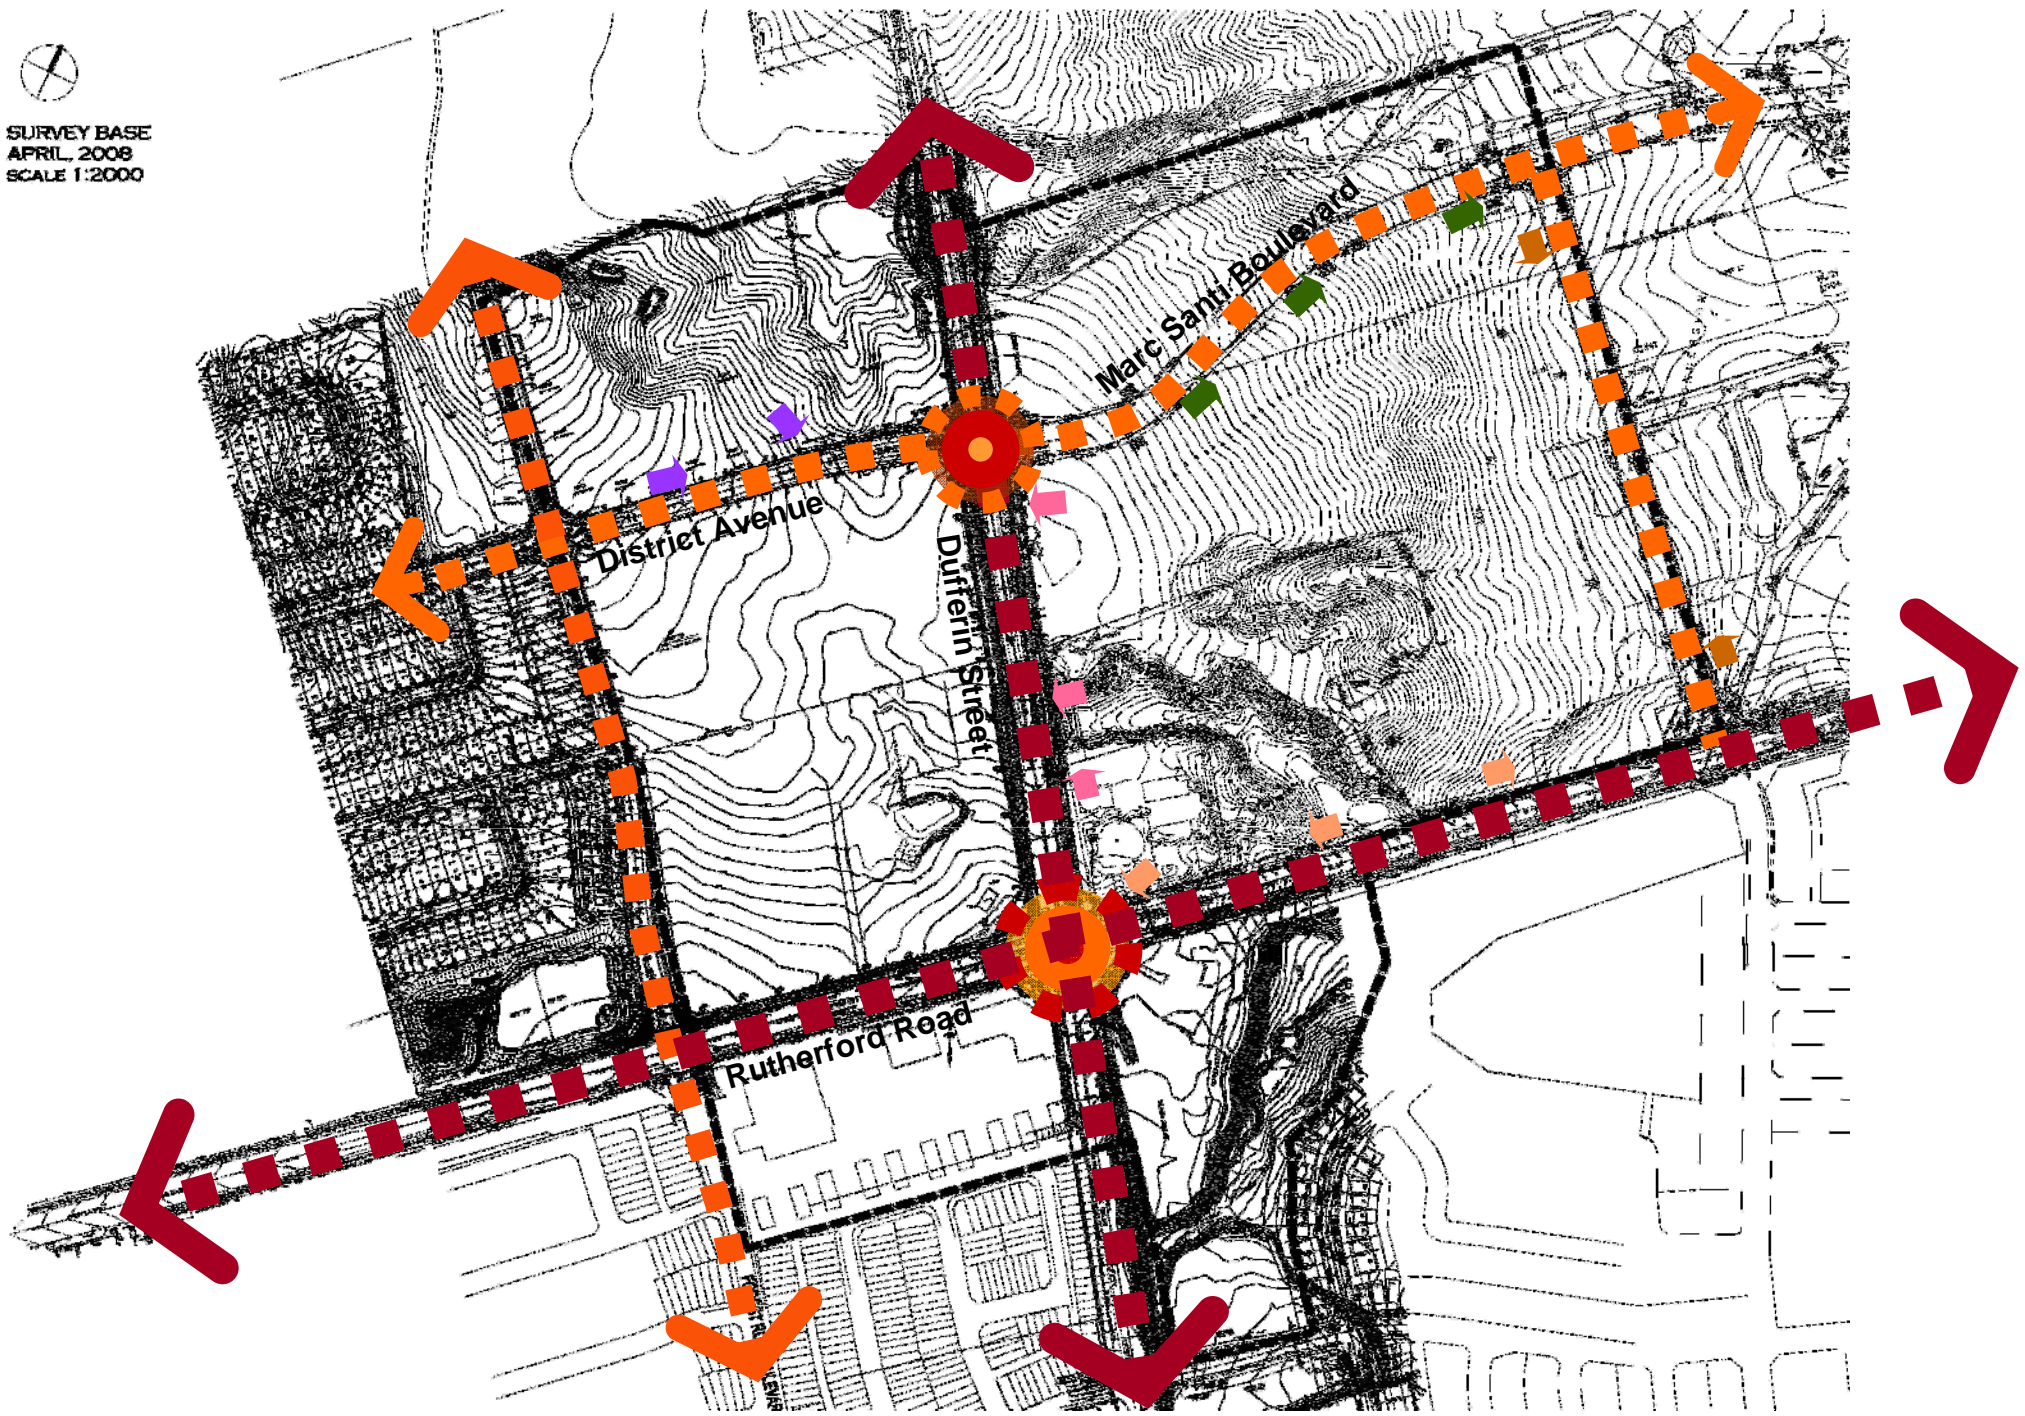 SURVEY BASE
APRIL, 2008
SCALE 1:2000
Marc Santi Boulevard
District Avenue
Dufferin Street
Rutherford Road